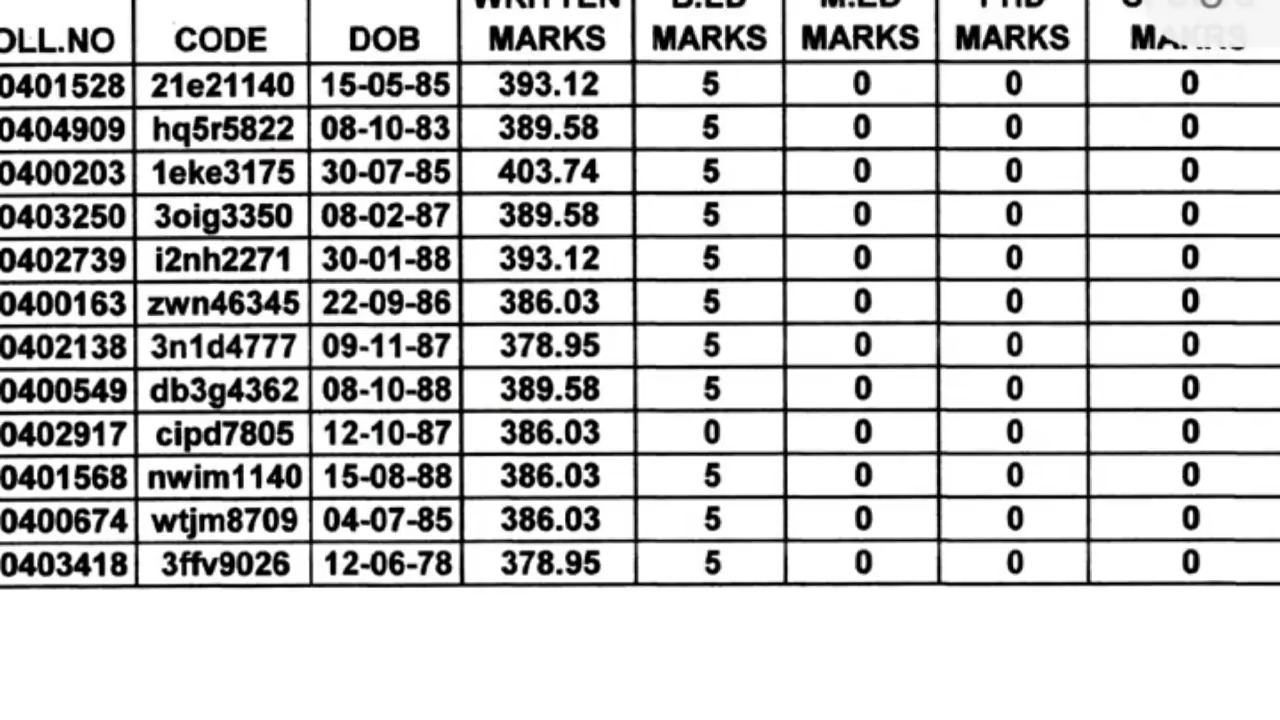 WRITTEN B.ED M.ED PHD
OLL.NO CODE DOB MARKS MARKS MARKS MARKS
0401528 21e21140 15-05-85 393.12 5 0 0 0
0404909 hq5r5822 08-10-83 389.58 5 0 0 0
0400203 1eke3175 30-07-85 403.74 5 0 0 0
0403250 3oig3350 08-02-87 389.58 5 0 0 0
0402739 i2nh2271 30-01-88 393.12 5 0 0 0
0400163 zwn46345 22-09-86 386.03 5 0 0 0
0402138 3n1d4777 09-11-87 378.95 5 0 0 0
0400549 db3g4362 08-10-88 389.58 5 0 0 0
0402917 cipd7805 12-10-87 386.03 0 0 0 0
0401568 nwim1140 15-08-88 386.03 5 0 0 0
0400674 wtjm8709 04-07-85 386.03 5 0 0 0
0403418 3ffv9026 12-06-78 378.95 5 0 0 0